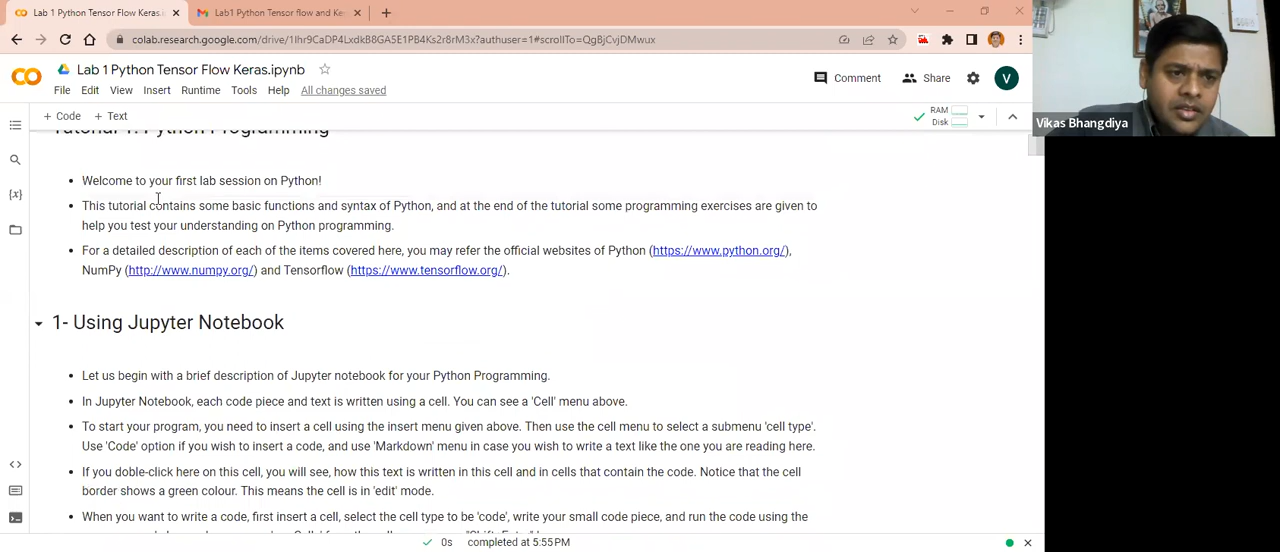 Lab 1 Python Tensor Flow Keras.i
Lab1 Python Tensor flow and Ke
colab.research.google.com/drive/1Ihr9CaDP4LxdkB8GA5E1PB4Ks2r8rM3x?authuser=1#scrollTo=QgBjCvjDMwux
Lab 1 Python Tensor Flow Keras.ipynb
Comment
Share
V
File Edit View Insert Runtime Tools Help All changes saved
+ Code + Text
RAM
Disk
Tutorial 1: Python Programming
Vikas Bhangdiya
• Welcome to your first lab session on Python!
• This tutorial contains some basic functions and syntax of Python, and at the end of the tutorial some programming exercises are given to
help you test your understanding on Python programming.
• For a detailed description of each of the items covered here, you may refer the official websites of Python (https://www.python.org/),
NumPy (http://www.numpy.org/) and Tensorflow (https://www.tensorflow.org/).
1- Using Jupyter Notebook
• Let us begin with a brief description of Jupyter notebook for your Python Programming.
• In Jupyter Notebook, each code piece and text is written using a cell. You can see a 'Cell' menu above.
• To start your program, you need to insert a cell using the insert menu given above. Then use the cell menu to select a submenu 'cell type'.
Use 'Code' option if you wish to insert a code, and use 'Markdown' menu in case you wish to write a text like the one you are reading here.
• If you doble-click here on this cell, you will see, how this text is written in this cell and in cells that contain the code. Notice that the cell
border shows a green colour. This means the cell is in 'edit' mode.
• When you want to write a code, first insert a cell, select the cell type to be 'code', write your small code piece, and run the code using the
0s completed at 5:55PM